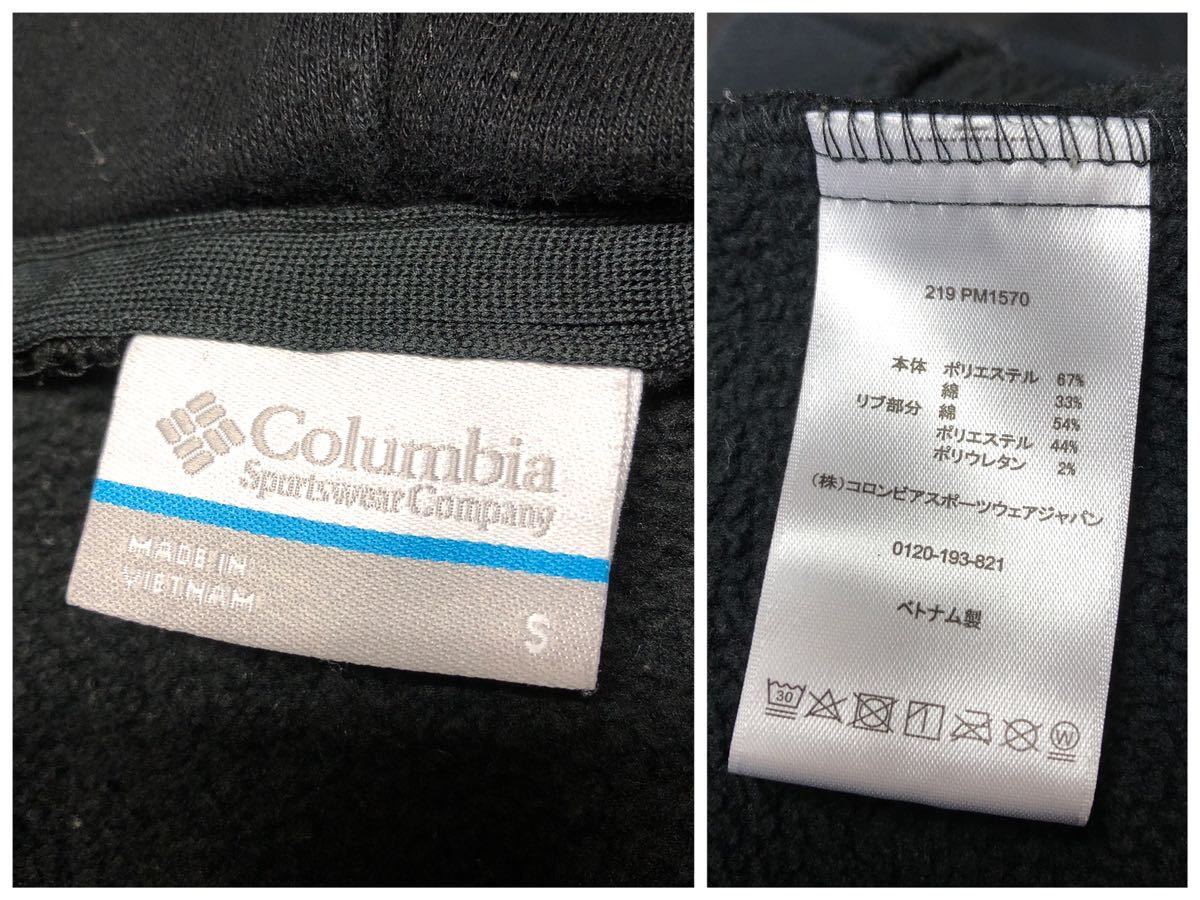 Columbia
Sportswear Company
MADE IN
VIETNAM
S
219 PM1570
本体 ポリエステル 67%
綿 33%
リブ部分 綿 54%
ポリエステル 44%
ポリウレタン 2%
(株)コロンビアスポーツウェアジャパン
0120-193-821
ベトナム製
30
W